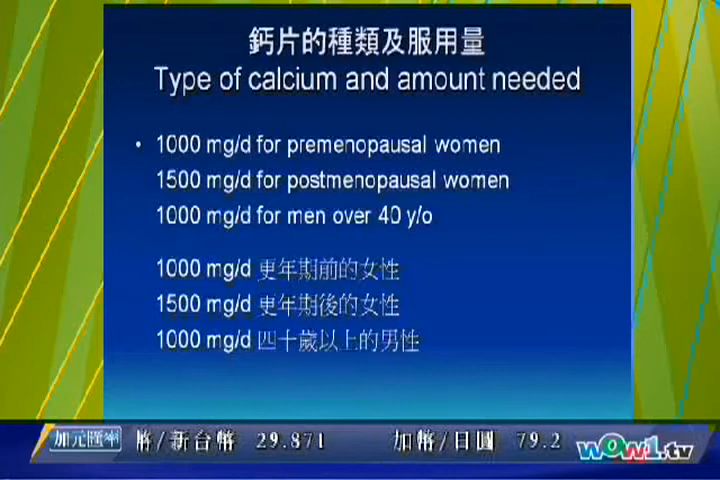 鈣片的種類及服用量
Type of calcium and amount needed
• 1000 mg/d for premenopausal women
1500 mg/d for postmenopausal women
1000 mg/d for men over 40 y/o
1000 mg/d 更年期前的女性
1500 mg/d 更年期後的女性
1000 mg/d 四十歲以上的男性
加元匯率 幣/新台幣 29.871 加幣/日圓 79.2
wow1.tv